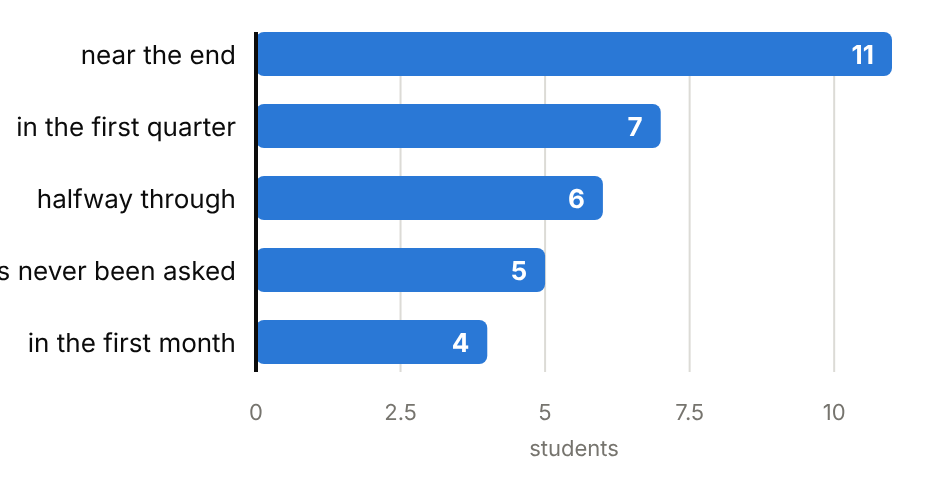 near the end
11
in the first quarter
7
halfway through
6
s never been asked
5
in the first month
4
0 2.5 5 7.5 10
students